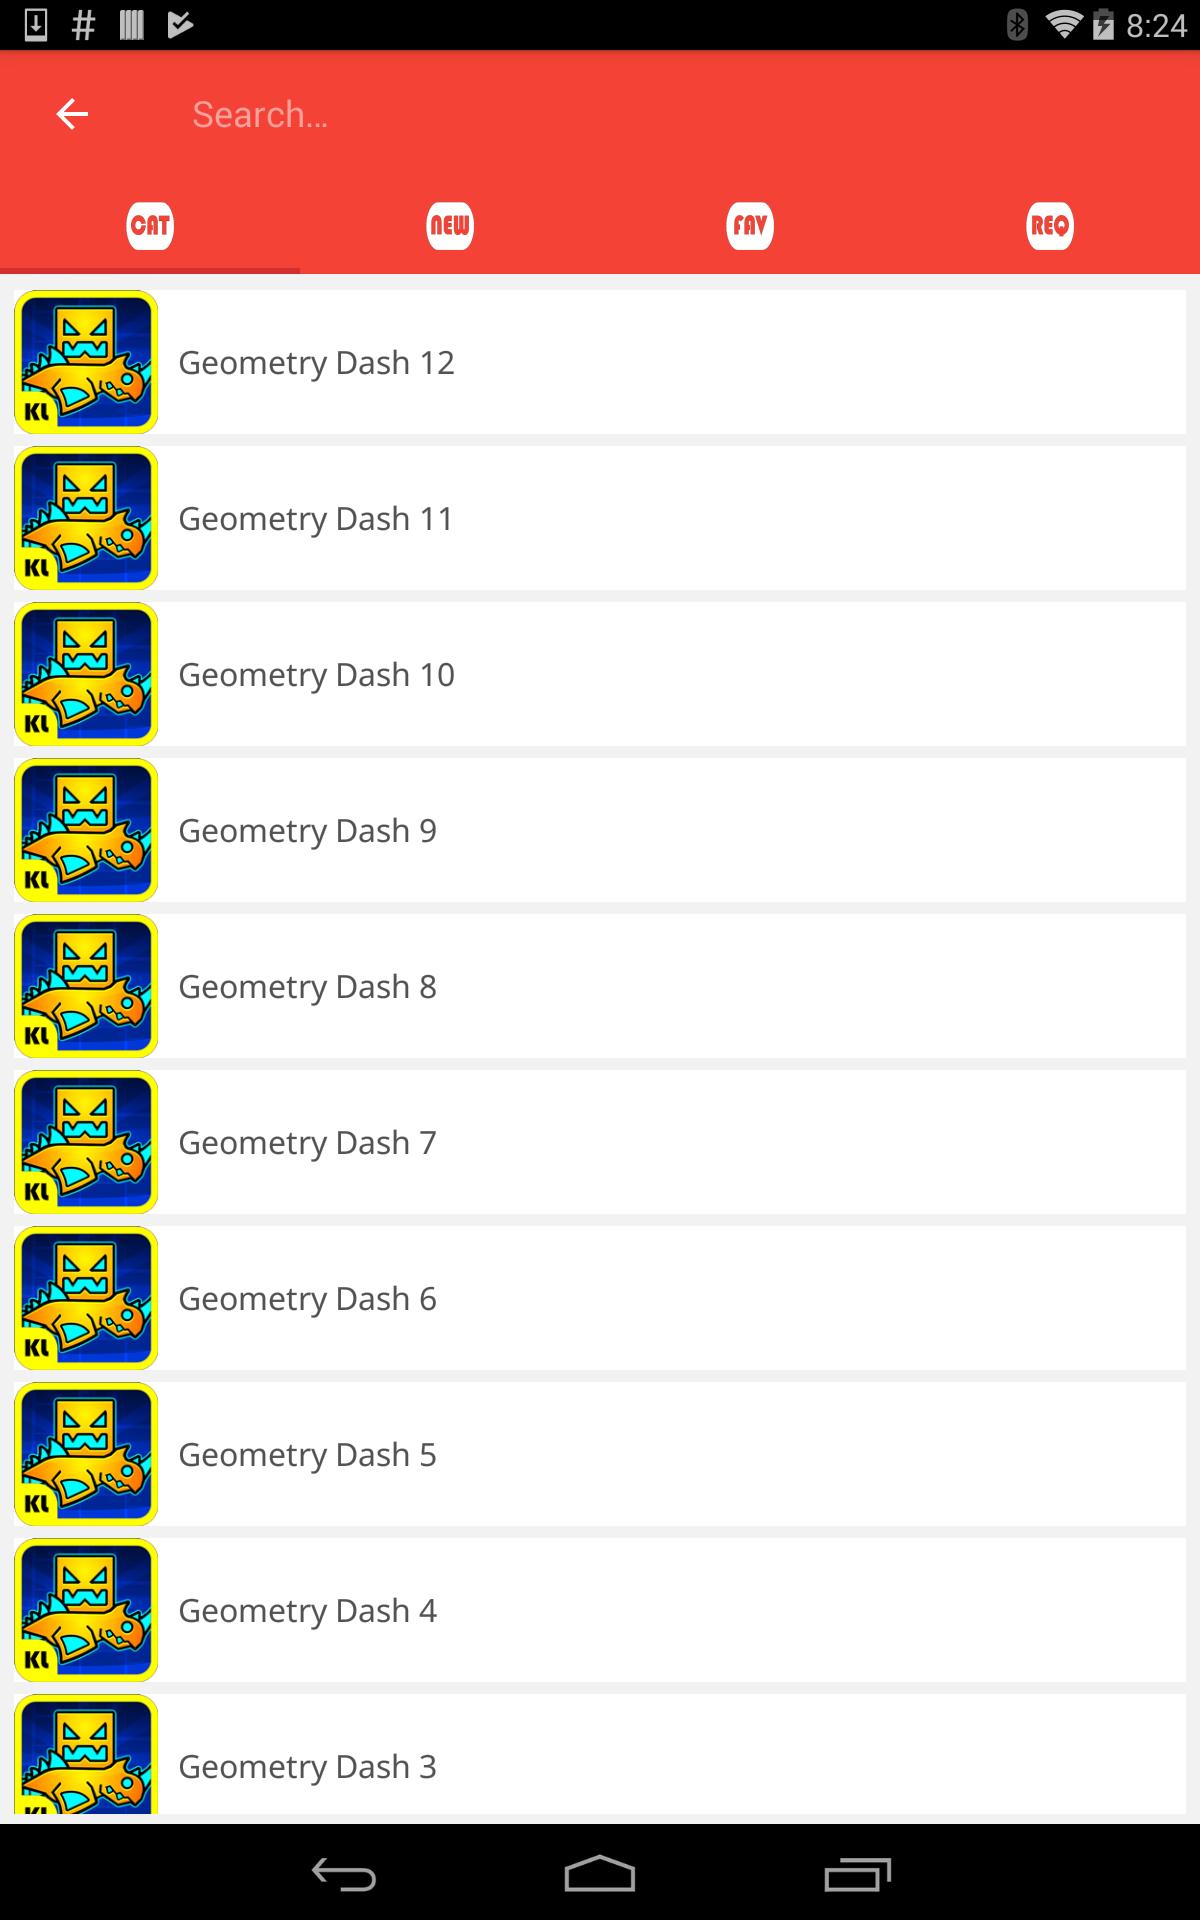 8:24
Search...
CAT NEW FAV REQ
KL Geometry Dash 12
KL Geometry Dash 11
KL Geometry Dash 10
KL Geometry Dash 9
KL Geometry Dash 8
KL Geometry Dash 7
KL Geometry Dash 6
KL Geometry Dash 5
KL Geometry Dash 4
KL Geometry Dash 3